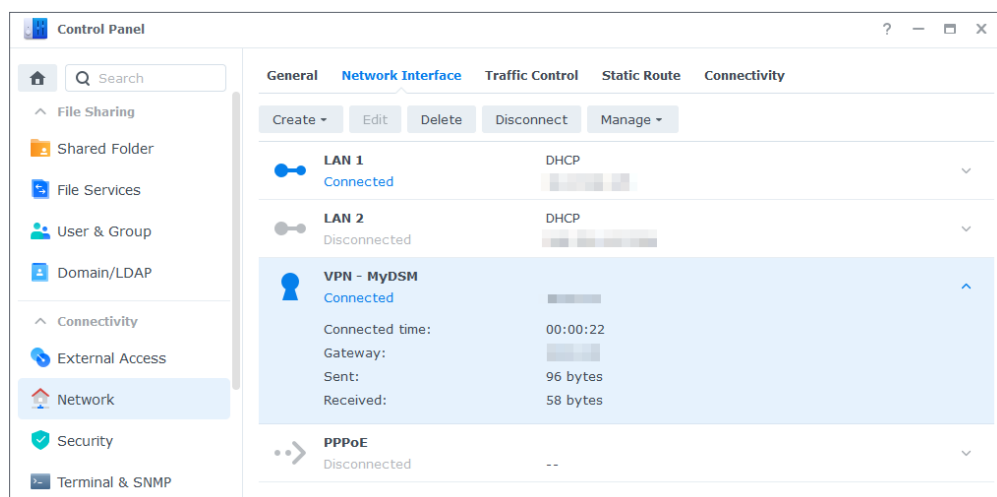 Control Panel
?
Search
General Network Interface Traffic Control Static Route Connectivity
File Sharing
Create Edit Delete Disconnect Manage
Shared Folder
LAN 1 DHCP
Connected
File Services
LAN 2 DHCP
User & Group
Disconnected
Domain/LDAP
VPN - MyDSM
Connected
Connectivity
Connected time: 00:00:22
Gateway:
External Access
Sent: 96 bytes
Network
Received: 58 bytes
Security
PPPoE
Disconnected --
Terminal & SNMP